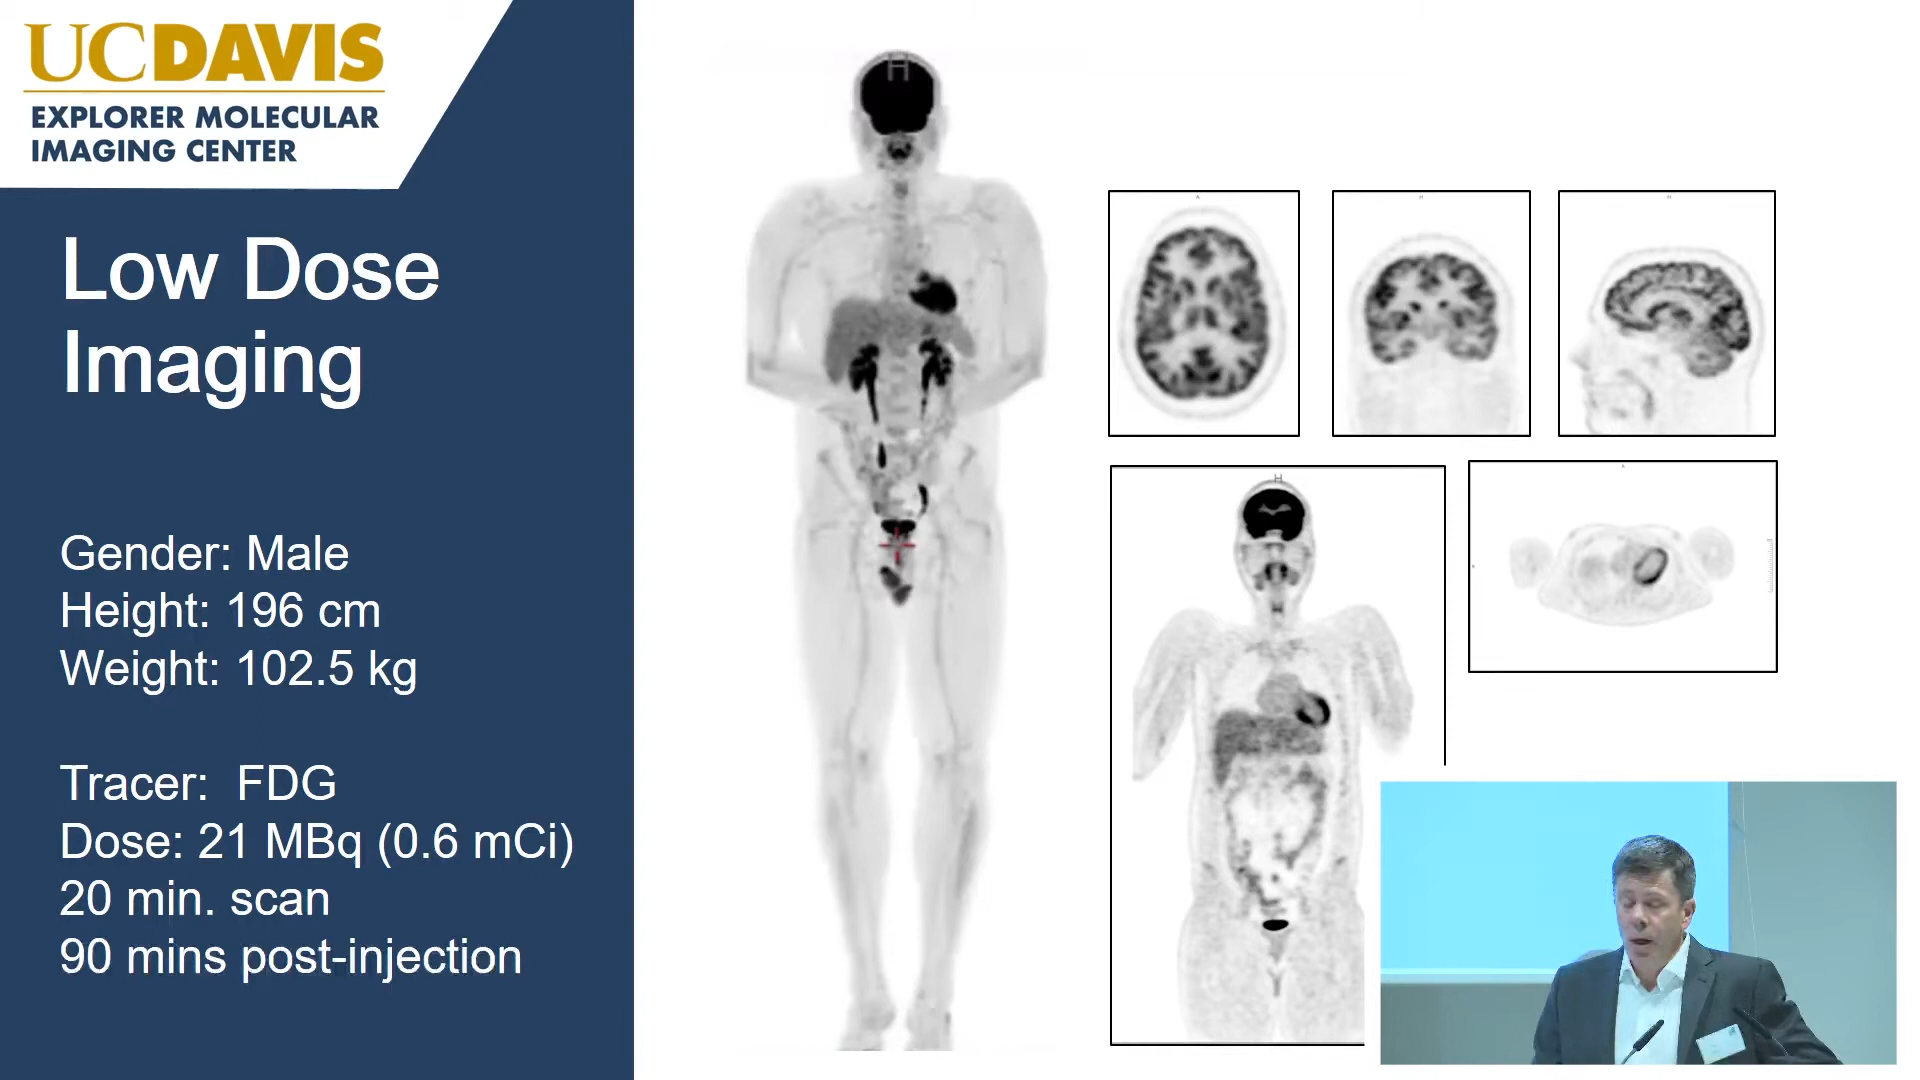 UCDAVIS
EXPLORER MOLECULAR
IMAGING CENTER
Low Dose
Imaging
Gender: Male
Height: 196 cm
Weight: 102.5 kg
Tracer: FDG
Dose: 21 MBq (0.6 mCi)
20 min. scan
90 mins post-injection
H
H